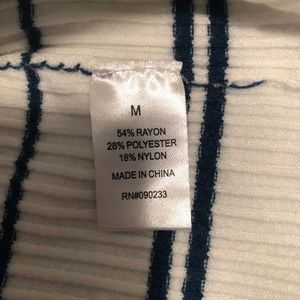 M
54% RAYON
28% POLYESTER
18% NYLON
MADE IN CHINA
RN#090233